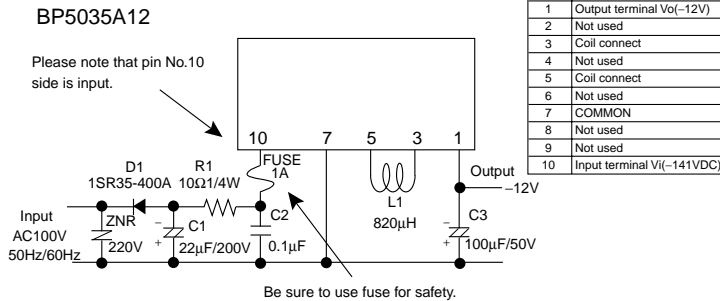 BP5035A12
Please note that pin No.10
side is input.
1 Output terminal Vo(−12V)
2 Not used
3 Coil connect
4 Not used
5 Coil connect
6 Not used
7 COMMON
8 Not used
9 Not used
10 Input terminal Vi(−141VDC)
10 7 5 3 1
FUSE
1A
D1
1SR35-400A
R1
10Ω1/4W
L1
820μH
Output
−12V
Input
AC100V
50Hz/60Hz
ZNR
220V
−
+
C1
22μF/200V
C2
0.1μF
−
+
C3
100μF/50V
Be sure to use fuse for safety.